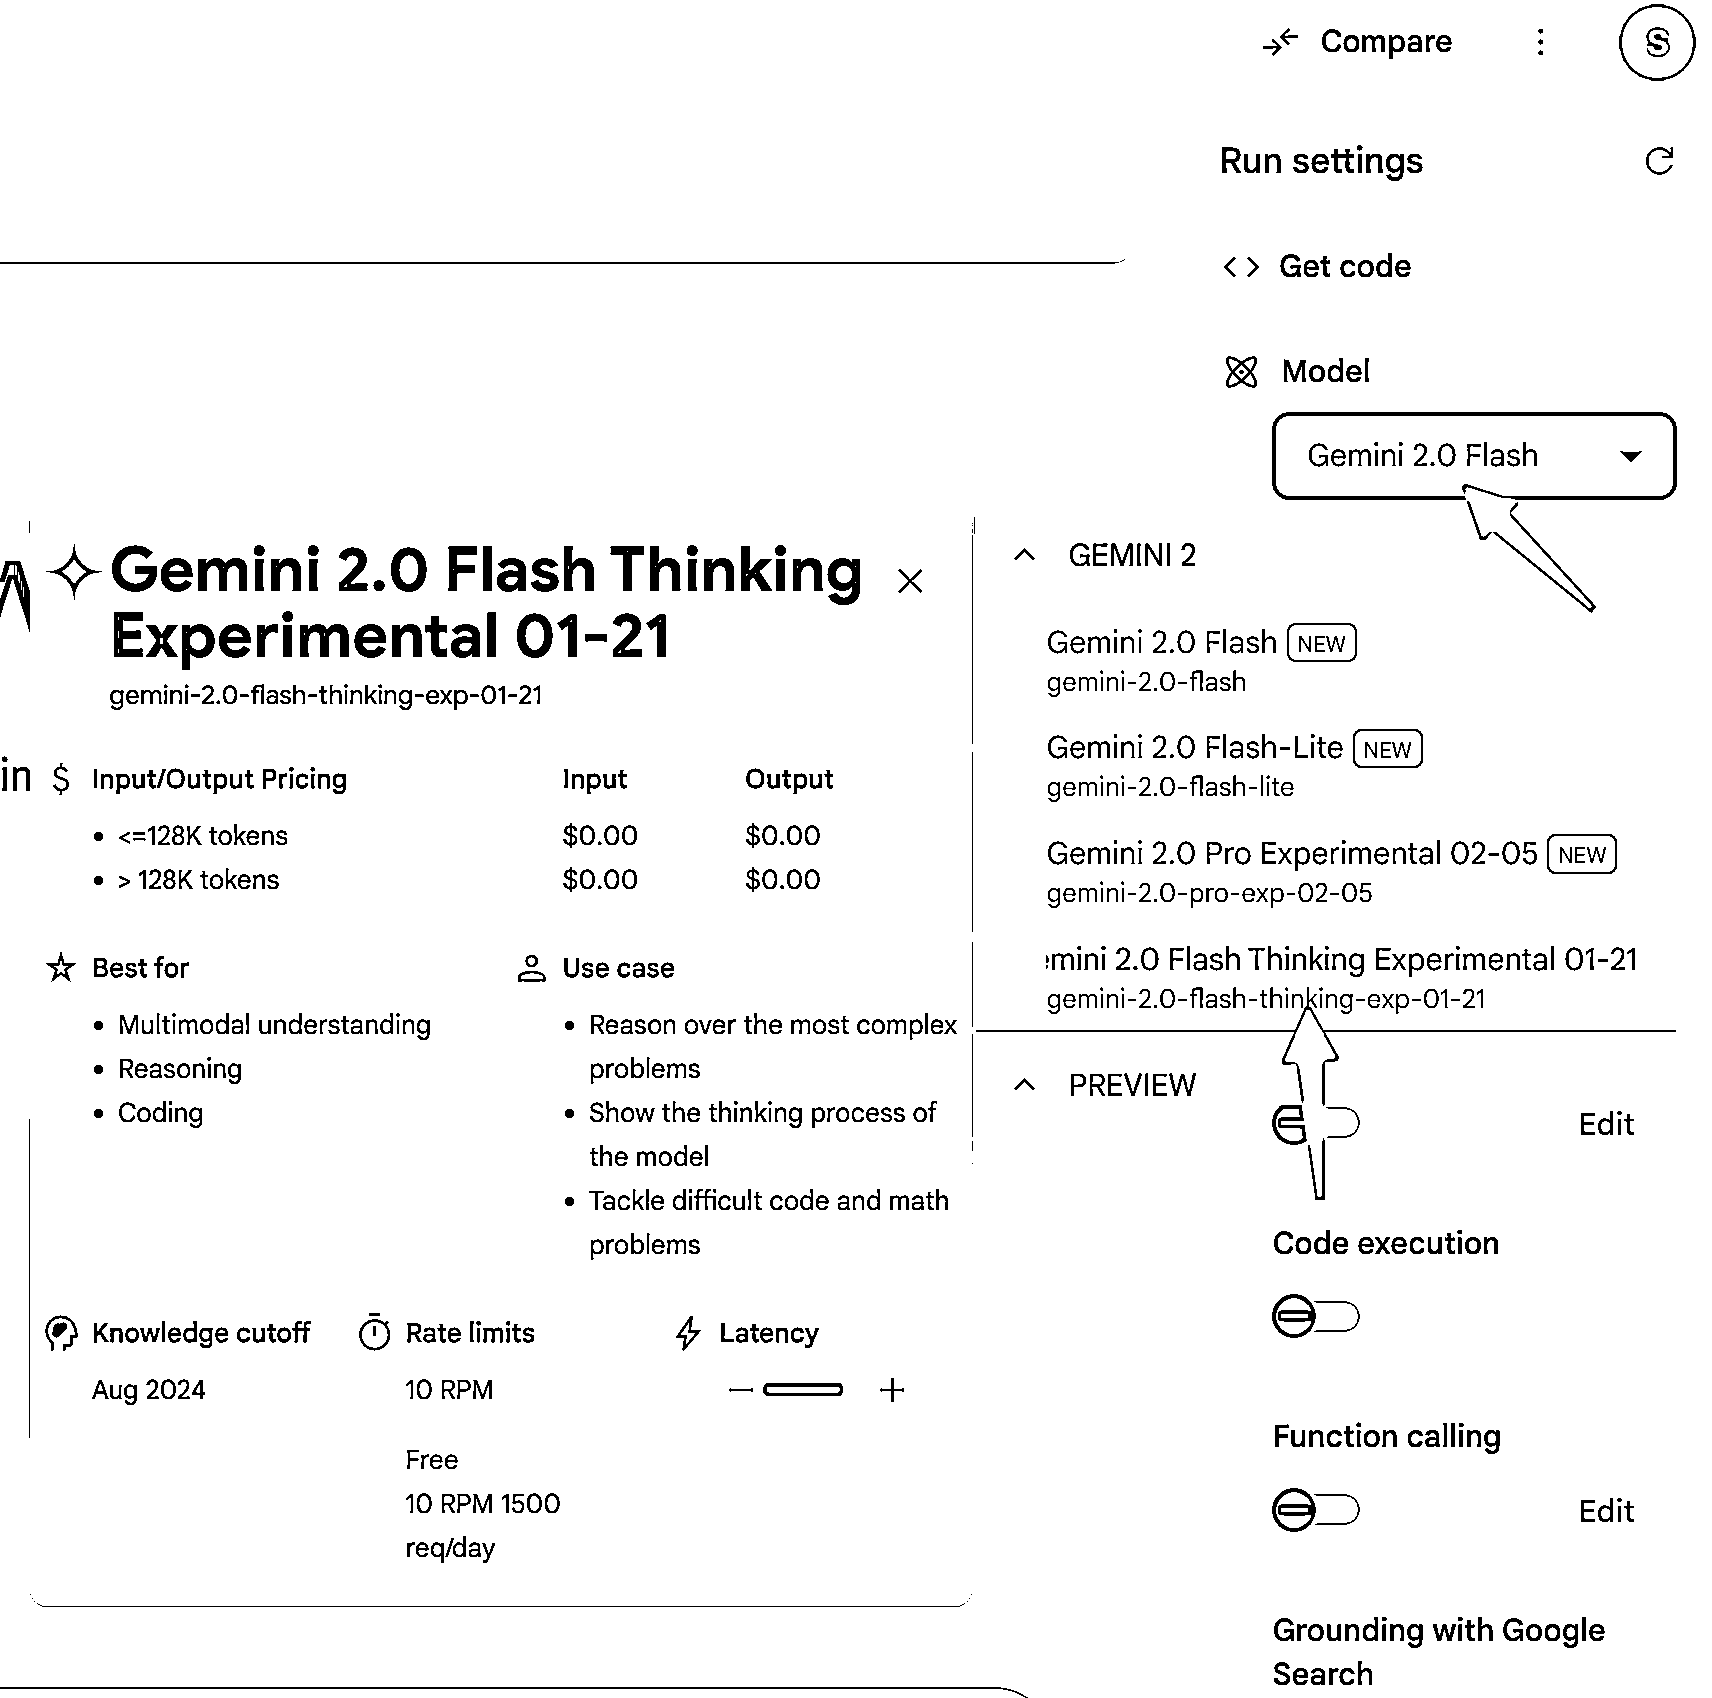 Compare
S
Run settings
Get code
Model
Gemini 2.0 Flash
Gemini 2.0 Flash Thinking
Experimental 01-21
gemini-2.0-flash-thinking-exp-01-21
in
$ Input/Output Pricing Input Output
• <=128K tokens $0.00 $0.00
• > 128K tokens $0.00 $0.00
Best for
• Multimodal understanding
• Reasoning
• Coding
Use case
• Reason over the most complex
problems
• Show the thinking process of
the model
• Tackle difficult code and math
problems
Knowledge cutoff
Aug 2024
Rate limits
10 RPM
Free
10 RPM 1500
req/day
Latency
GEMINI 2
Gemini 2.0 Flash NEW
gemini-2.0-flash
Gemini 2.0 Flash-Lite NEW
gemini-2.0-flash-lite
Gemini 2.0 Pro Experimental 02-05 NEW
gemini-2.0-pro-exp-02-05
mini 2.0 Flash Thinking Experimental 01-21
gemini-2.0-flash-thinking-exp-01-21
PREVIEW
Edit
Code execution
Function calling
Edit
Grounding with Google
Search